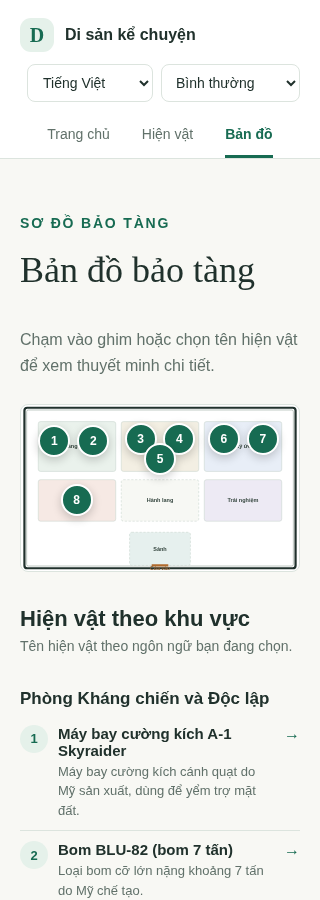 D Di sản kể chuyện
Tiếng Việt Bình thường
Trang chủ Hiện vật Bản đồ
SƠ ĐỒ BẢO TÀNG
Bản đồ bảo tàng
Chạm vào ghim hoặc chọn tên hiện vật
để xem thuyết minh chi tiết.
1 2 3 4 6 7
5
8 Hành lang Trải nghiệm
Sảnh
Hiện vật theo khu vực
Tên hiện vật theo ngôn ngữ bạn đang chọn.
Phòng Kháng chiến và Độc lập
1 Máy bay cường kích A-1 →
Skyraider
Máy bay cường kích cánh quạt do
Mỹ sản xuất, dùng để yểm trợ mặt
đất.
2 Bom BLU-82 (bom 7 tấn) →
Loại bom cỡ lớn nặng khoảng 7 tấn
do Mỹ chế tạo.